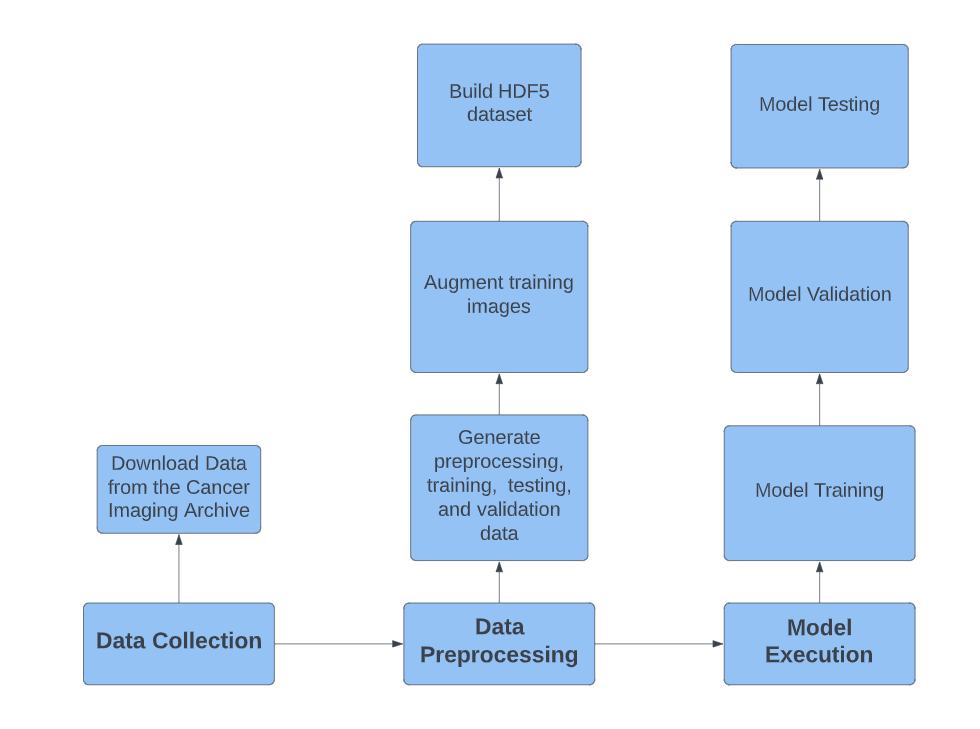 Build HDF5
dataset
Model Testing
Augment training
images
Model Validation
Download Data
from the Cancer
Imaging Archive
Generate
preprocessing,
training,  testing,
and validation
data
Model Training
Data Collection
Data
Preprocessing
Model
Execution